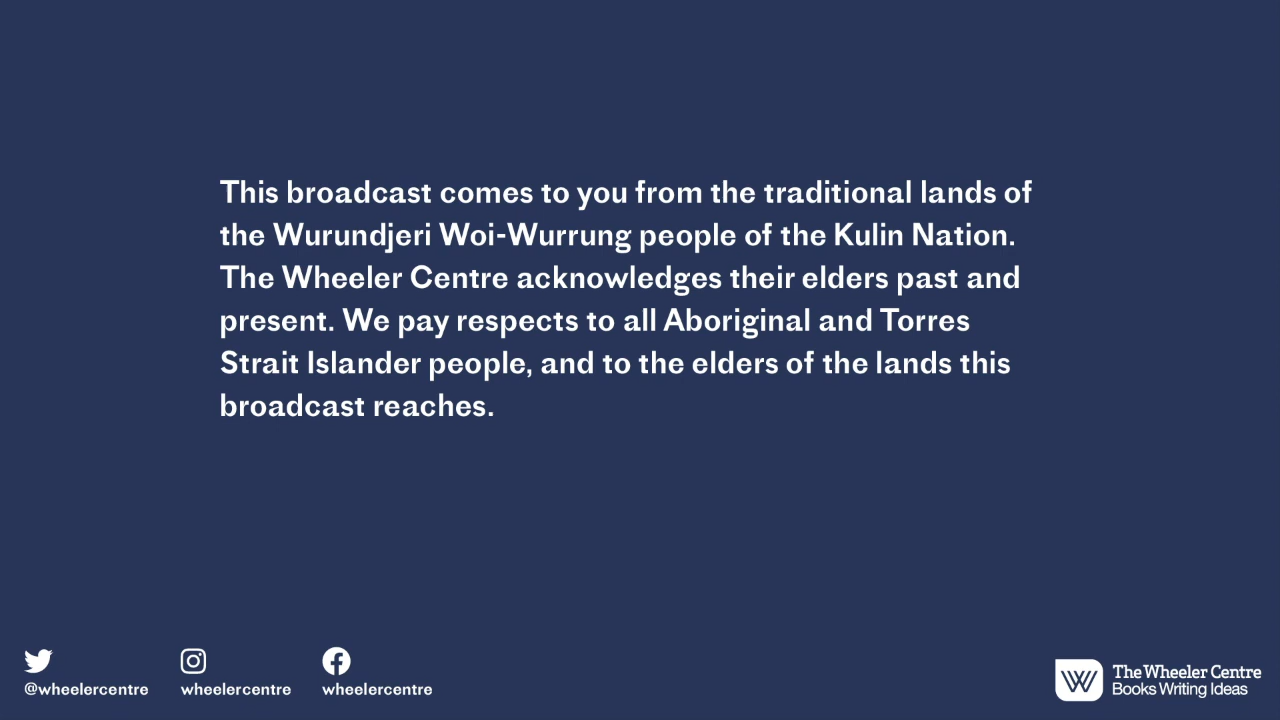 This broadcast comes to you from the traditional lands of
the Wurundjeri Woi-Wurrung people of the Kulin Nation.
The Wheeler Centre acknowledges their elders past and
present. We pay respects to all Aboriginal and Torres
Strait Islander people, and to the elders of the lands this
broadcast reaches.
@wheelercentre
wheelercentre
wheelercentre
The Wheeler Centre
Books Writing Ideas